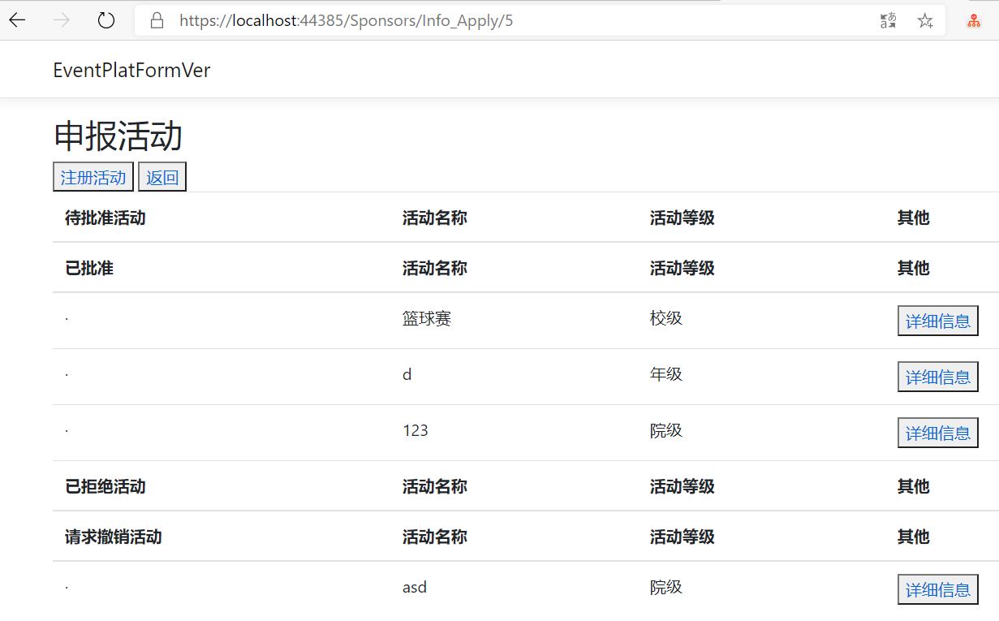 https://localhost:44385/Sponsors/Info_Apply/5
EventPlatFormVer
申报活动
注册活动 返回
待批准活动 活动名称 活动等级 其他
已批准 活动名称 活动等级 其他
· 篮球赛 校级 详细信息
· d 年级 详细信息
· 123 院级 详细信息
已拒绝活动 活动名称 活动等级 其他
请求撤销活动 活动名称 活动等级 其他
· asd 院级 详细信息